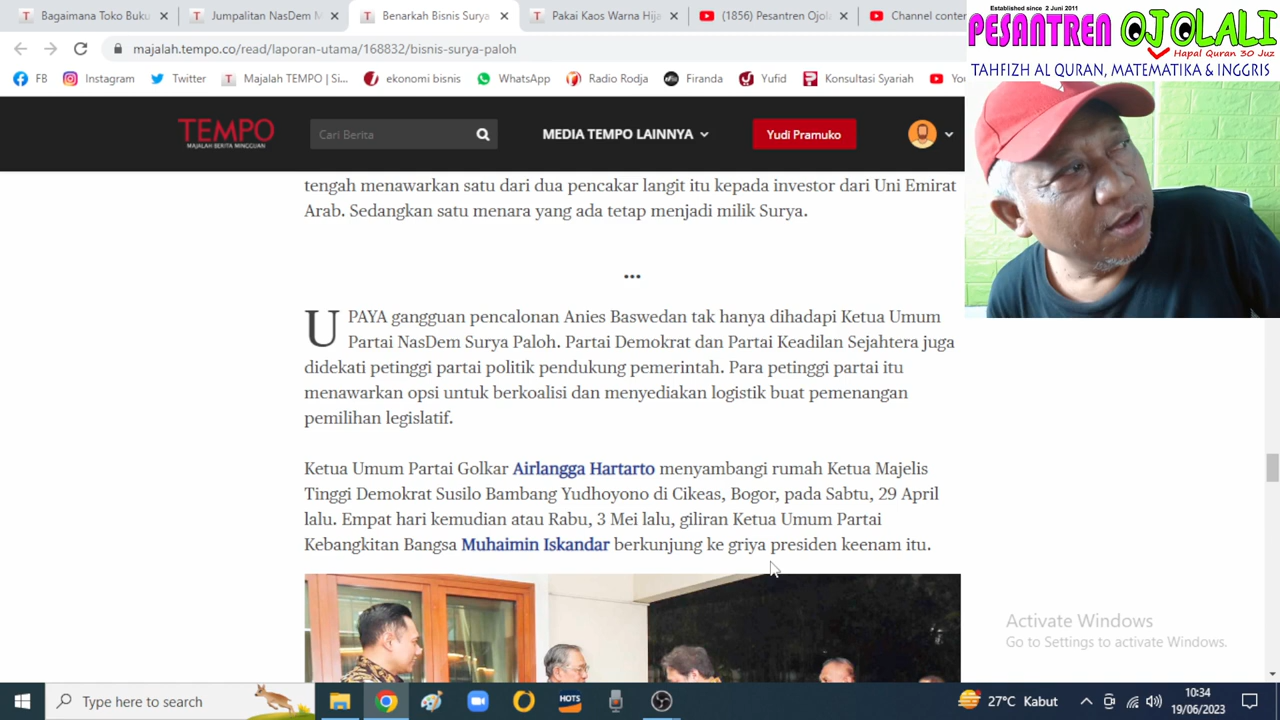 Bagaimana Toko Buku
Jumpalitan NasDem
Benarkah Bisnis Surya
Pakai Kaos Warna Hija
(1856) Pesantren Ojola
Channel content
majalah.tempo.co/read/laporan-utama/168832/bisnis-surya-paloh
FB
Instagram
Twitter
Majalah TEMPO | Si...
ekonomi bisnis
WhatsApp
Radio Rodja
Firanda
Yufid
Konsultasi Syariah
You
Established since 2 Juni 2011
PESANTREN OJOLALI
Hapal Quran 30 Juz
TAHFIZH AL QURAN, MATEMATIKA & INGGRIS
TEMPO
MAJALAH BERITA MINGGUAN
Cari Berita
MEDIA TEMPO LAINNYA
Yudi Pramuko
tengah menawarkan satu dari dua pencakar langit itu kepada investor dari Uni Emirat
Arab. Sedangkan satu menara yang ada tetap menjadi milik Surya.
•••
UPAYA gangguan pencalonan Anies Baswedan tak hanya dihadapi Ketua Umum
Partai NasDem Surya Paloh. Partai Demokrat dan Partai Keadilan Sejahtera juga
didekati petinggi partai politik pendukung pemerintah. Para petinggi partai itu
menawarkan opsi untuk berkoalisi dan menyediakan logistik buat pemenangan
pemilihan legislatif.
Ketua Umum Partai Golkar Airlangga Hartarto menyambangi rumah Ketua Majelis
Tinggi Demokrat Susilo Bambang Yudhoyono di Cikeas, Bogor, pada Sabtu, 29 April
lalu. Empat hari kemudian atau Rabu, 3 Mei lalu, giliran Ketua Umum Partai
Kebangkitan Bangsa Muhaimin Iskandar berkunjung ke griya presiden keenam itu.
Activate Windows
Go to Settings to activate Windows.
Type here to search
HOTS
27°C Kabut
10:34
19/06/2023